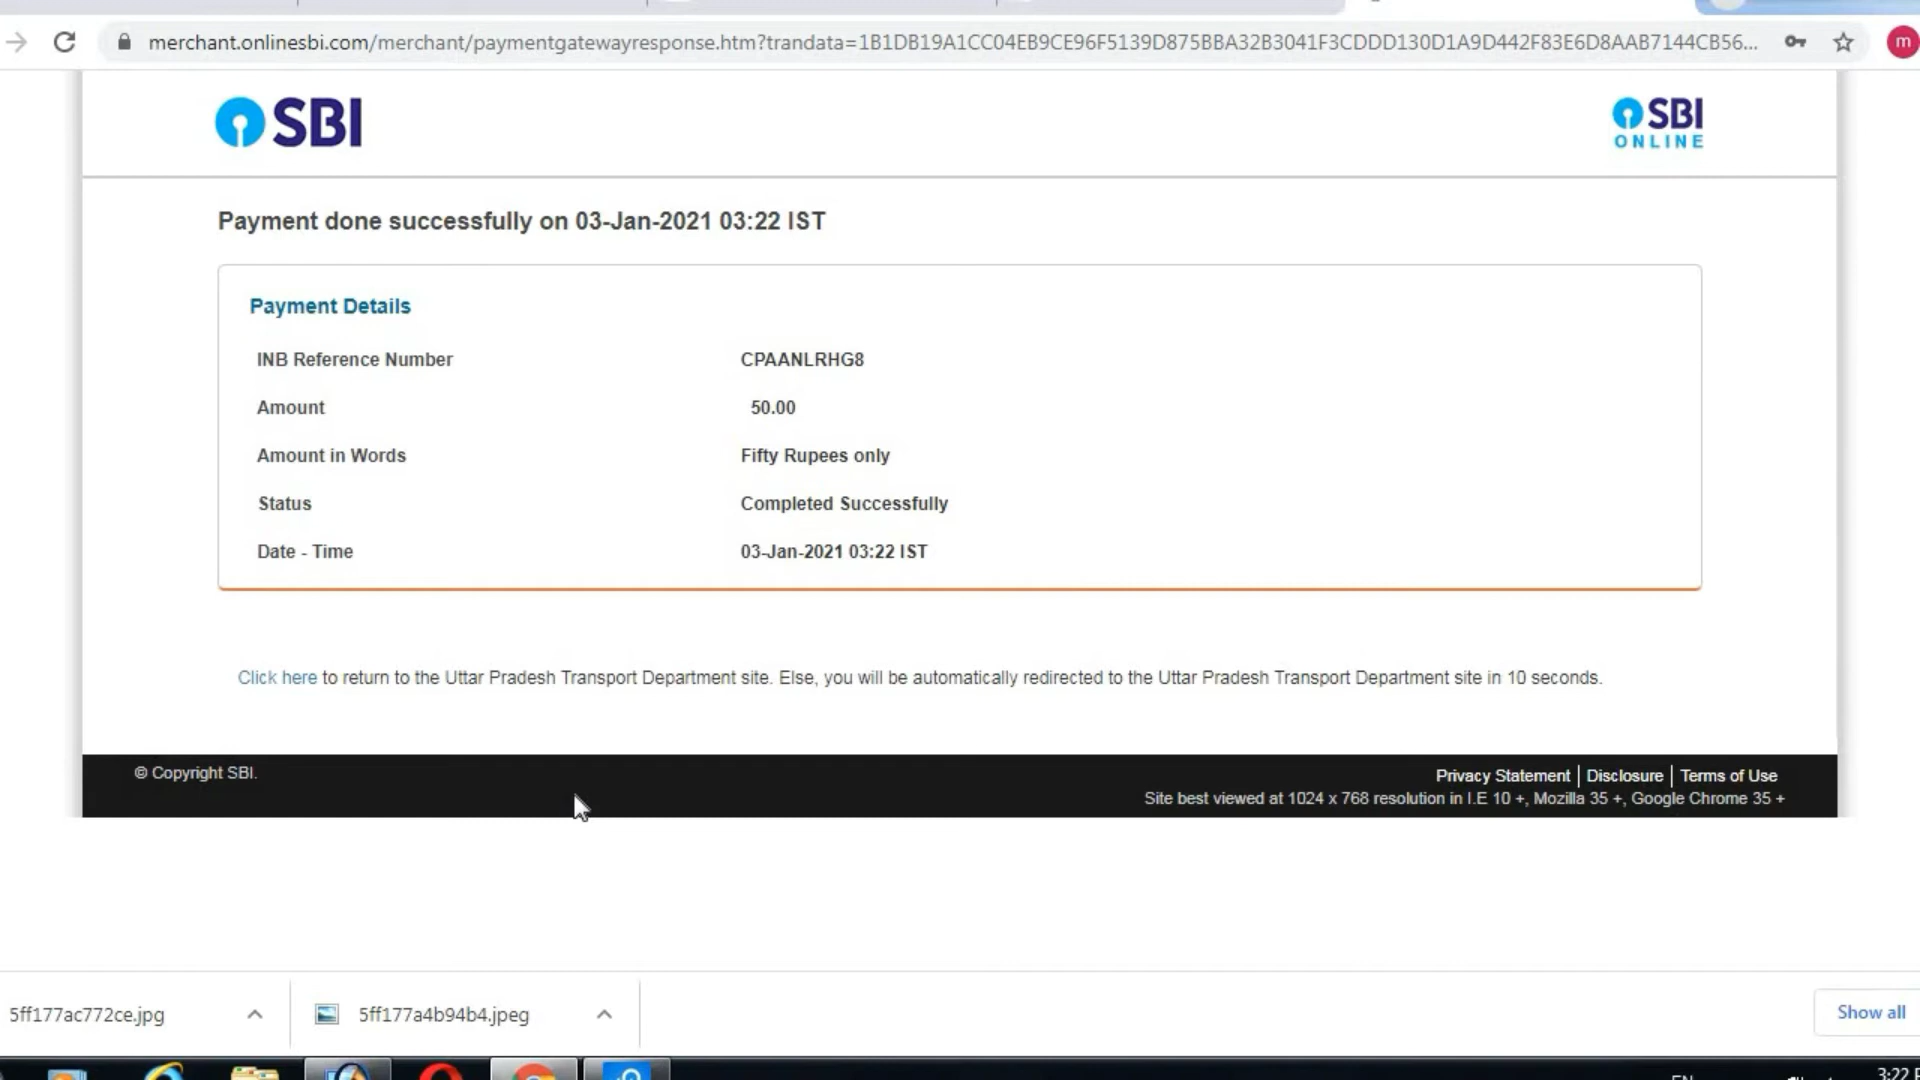 merchant.onlinesbi.com/merchant/paymentgatewayresponse.htm?trandata=1B1DB19A1CC04EB9CE96F5139D875BBA32B3041F3CDDD130D1A9D442F83E6D8AAB7144CB56...
m
SBI
SBI
ONLINE
Payment done successfully on 03-Jan-2021 03:22 IST
Payment Details
INB Reference Number CPAANLRHG8
Amount 50.00
Amount in Words Fifty Rupees only
Status Completed Successfully
Date - Time 03-Jan-2021 03:22 IST
Click here to return to the Uttar Pradesh Transport Department site. Else, you will be automatically redirected to the Uttar Pradesh Transport Department site in 10 seconds.
© Copyright SBI.
Privacy Statement | Disclosure | Terms of Use
Site best viewed at 1024 x 768 resolution in I.E 10 +, Mozilla 35 +, Google Chrome 35 +
5ff177ac772ce.jpg
5ff177a4b94b4.jpeg
Show all
EN
3:22